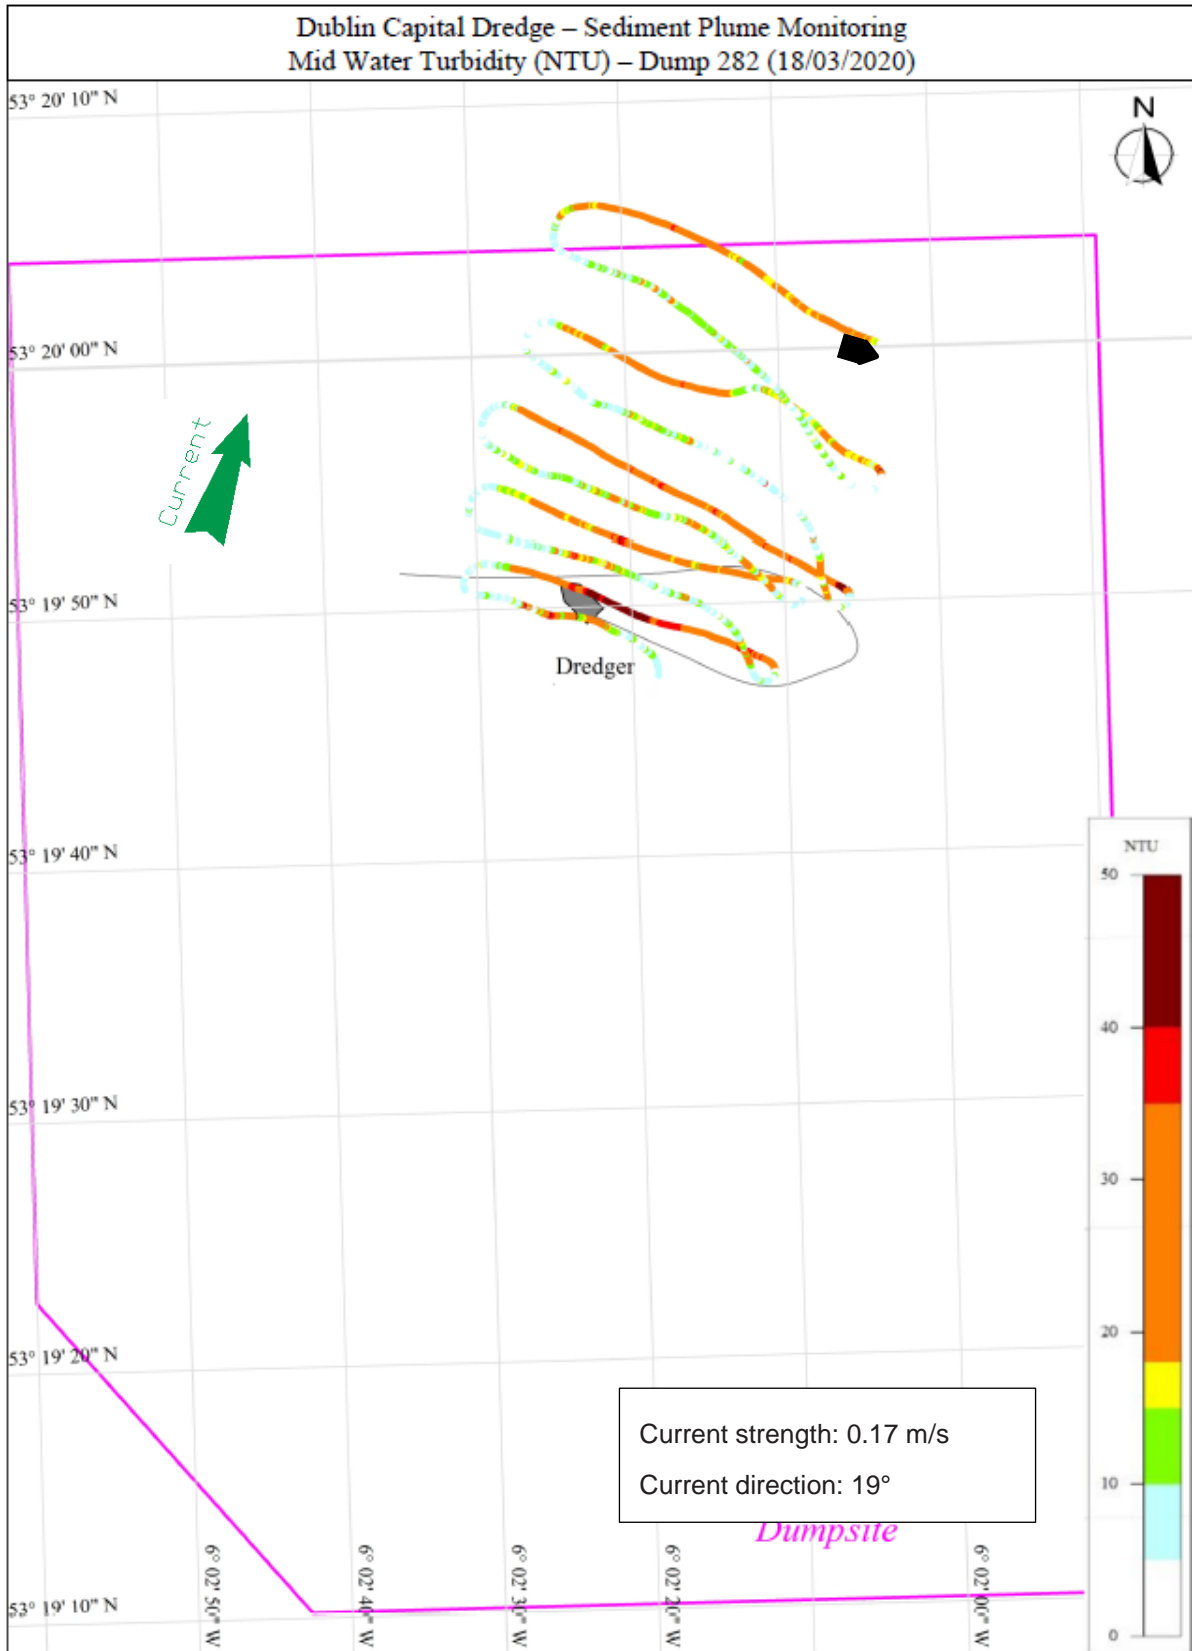 Dublin Capital Dredge – Sediment Plume Monitoring
Mid Water Turbidity (NTU) – Dump 282 (18/03/2020)
53° 20' 10" N
N
53° 20' 00" N
Current
53° 19' 50" N
Dredger
53° 19' 40" N
NTU
50
40
53° 19' 30" N
30
53° 19' 20" N
20
Current strength: 0.17 m/s
Current direction: 19°
10
Dumpsite
53° 19' 10" N
6° 02' 50" W
6° 02' 40" W
6° 02' 30" W
6° 02' 20" W
6° 02' 00" W
0